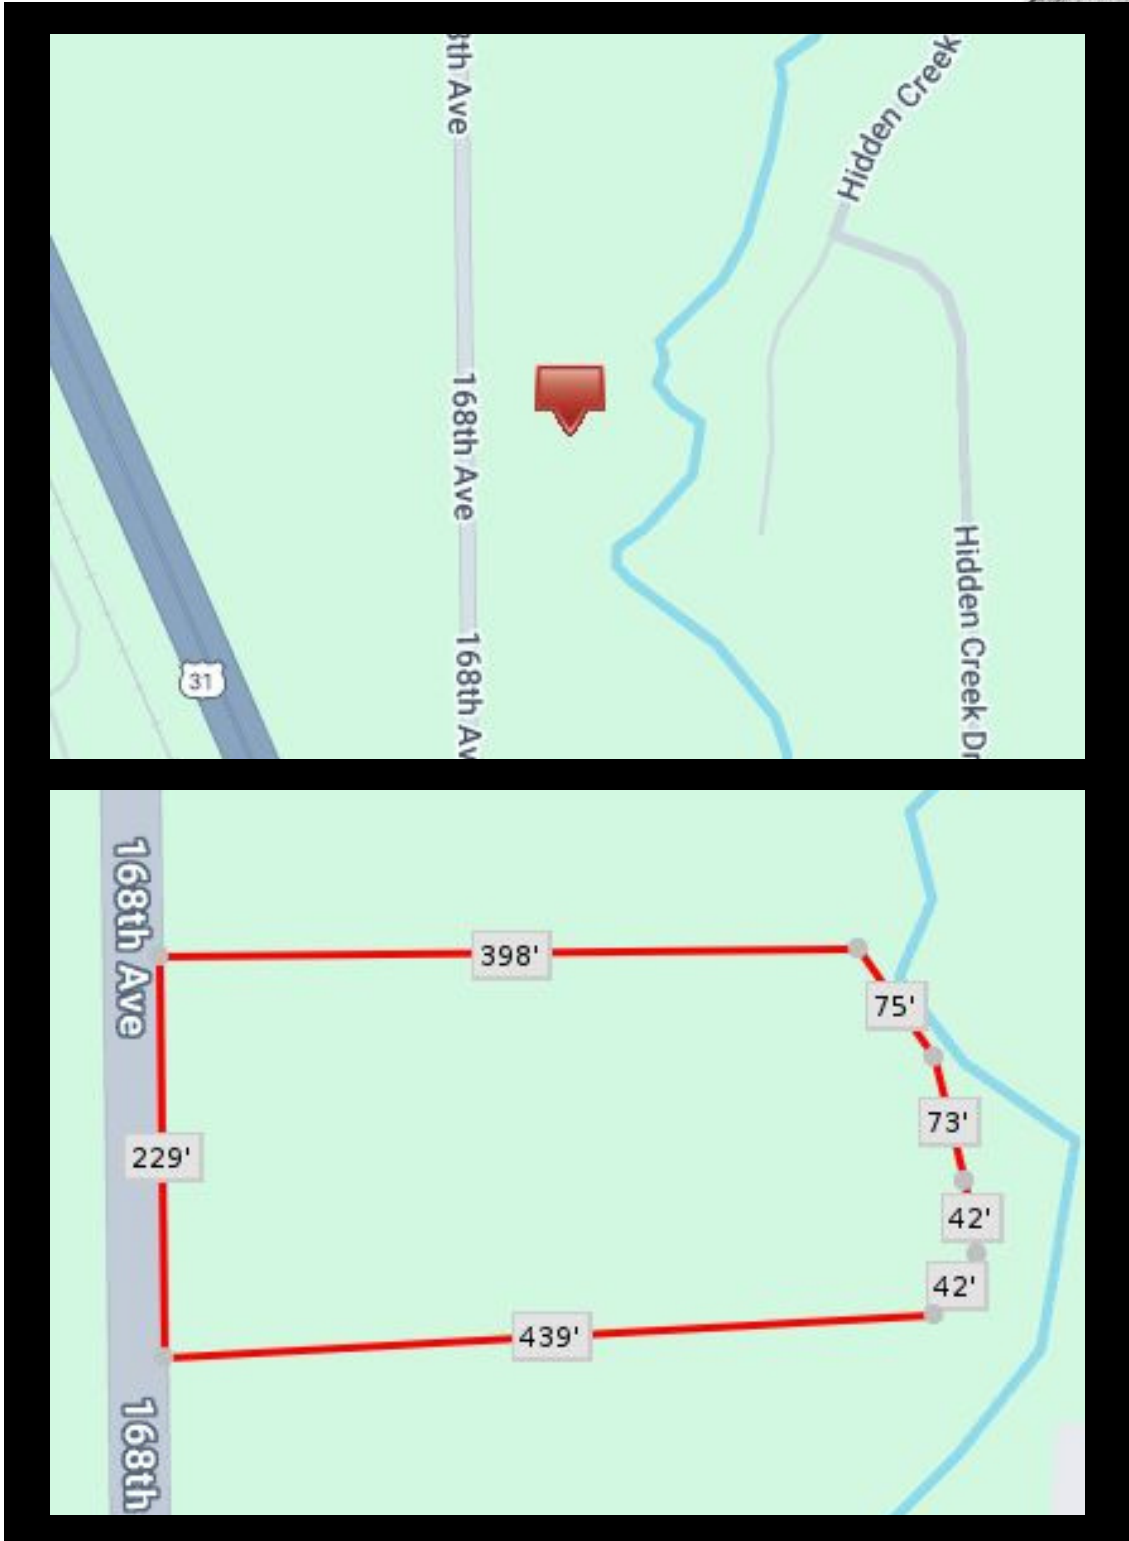 8th Ave
Hidden Creek
168th Ave
Hidden Creek Dr
31
168th Av
168th Ave
398'
75'
73'
229'
42'
42'
439'
168th